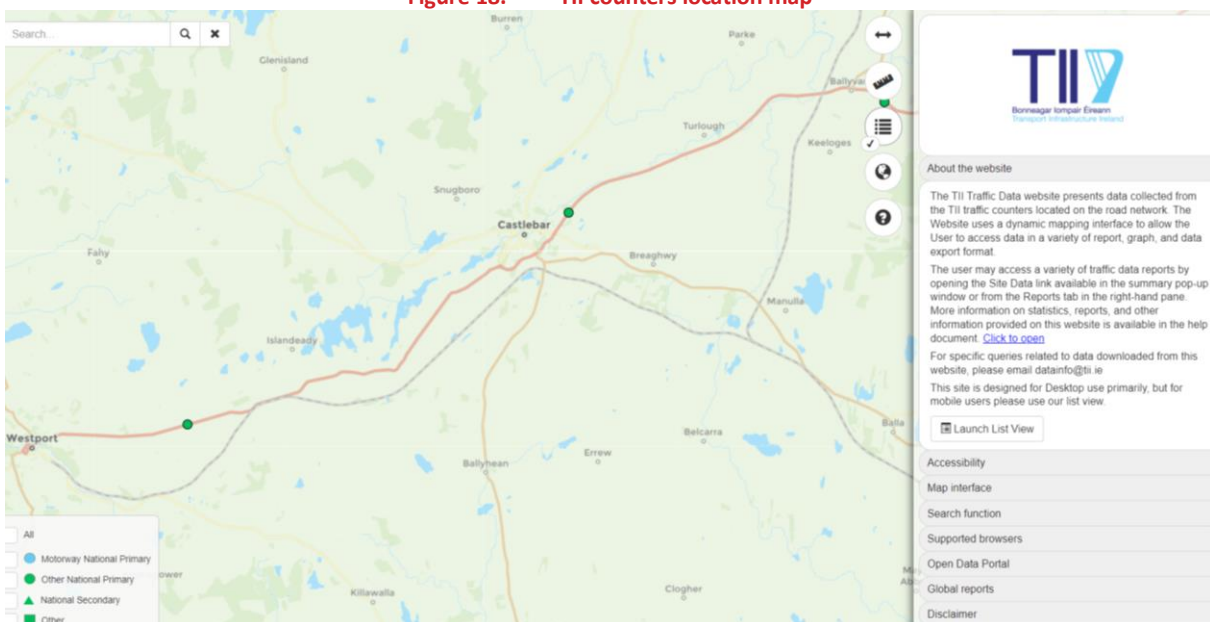 Figure 18. TII counters location map
Search...
Burren
Parke
Glenisland
Ballyva
Turlough
Keeloges
Snugboro
Castlebar
Breaghwy
Fahy
Manulla
Islandeady
Westport
Balla
Belcarra
Errew
Ballyhean
Killawalla
Clogher
ower
All
Motorway National Primary
Other National Primary
National Secondary
Other
TII
Bonneagar Iompair Éireann
Transport Infrastructure Ireland
About the website
The TII Traffic Data website presents data collected from
the TII traffic counters located on the road network. The
Website uses a dynamic mapping interface to allow the
User to access data in a variety of report, graph, and data
export format.
The user may access a variety of traffic data reports by
opening the Site Data link available in the summary pop-up
window or from the Reports tab in the right-hand pane.
More information on statistics, reports, and other
information provided on this website is available in the help
document. Click to open
For specific queries related to data downloaded from this
website, please email datainfo@tii.ie
This site is designed for Desktop use primarily, but for
mobile users please use our list view.
Launch List View
Accessibility
Map interface
Search function
Supported browsers
Open Data Portal
Global reports
Disclaimer